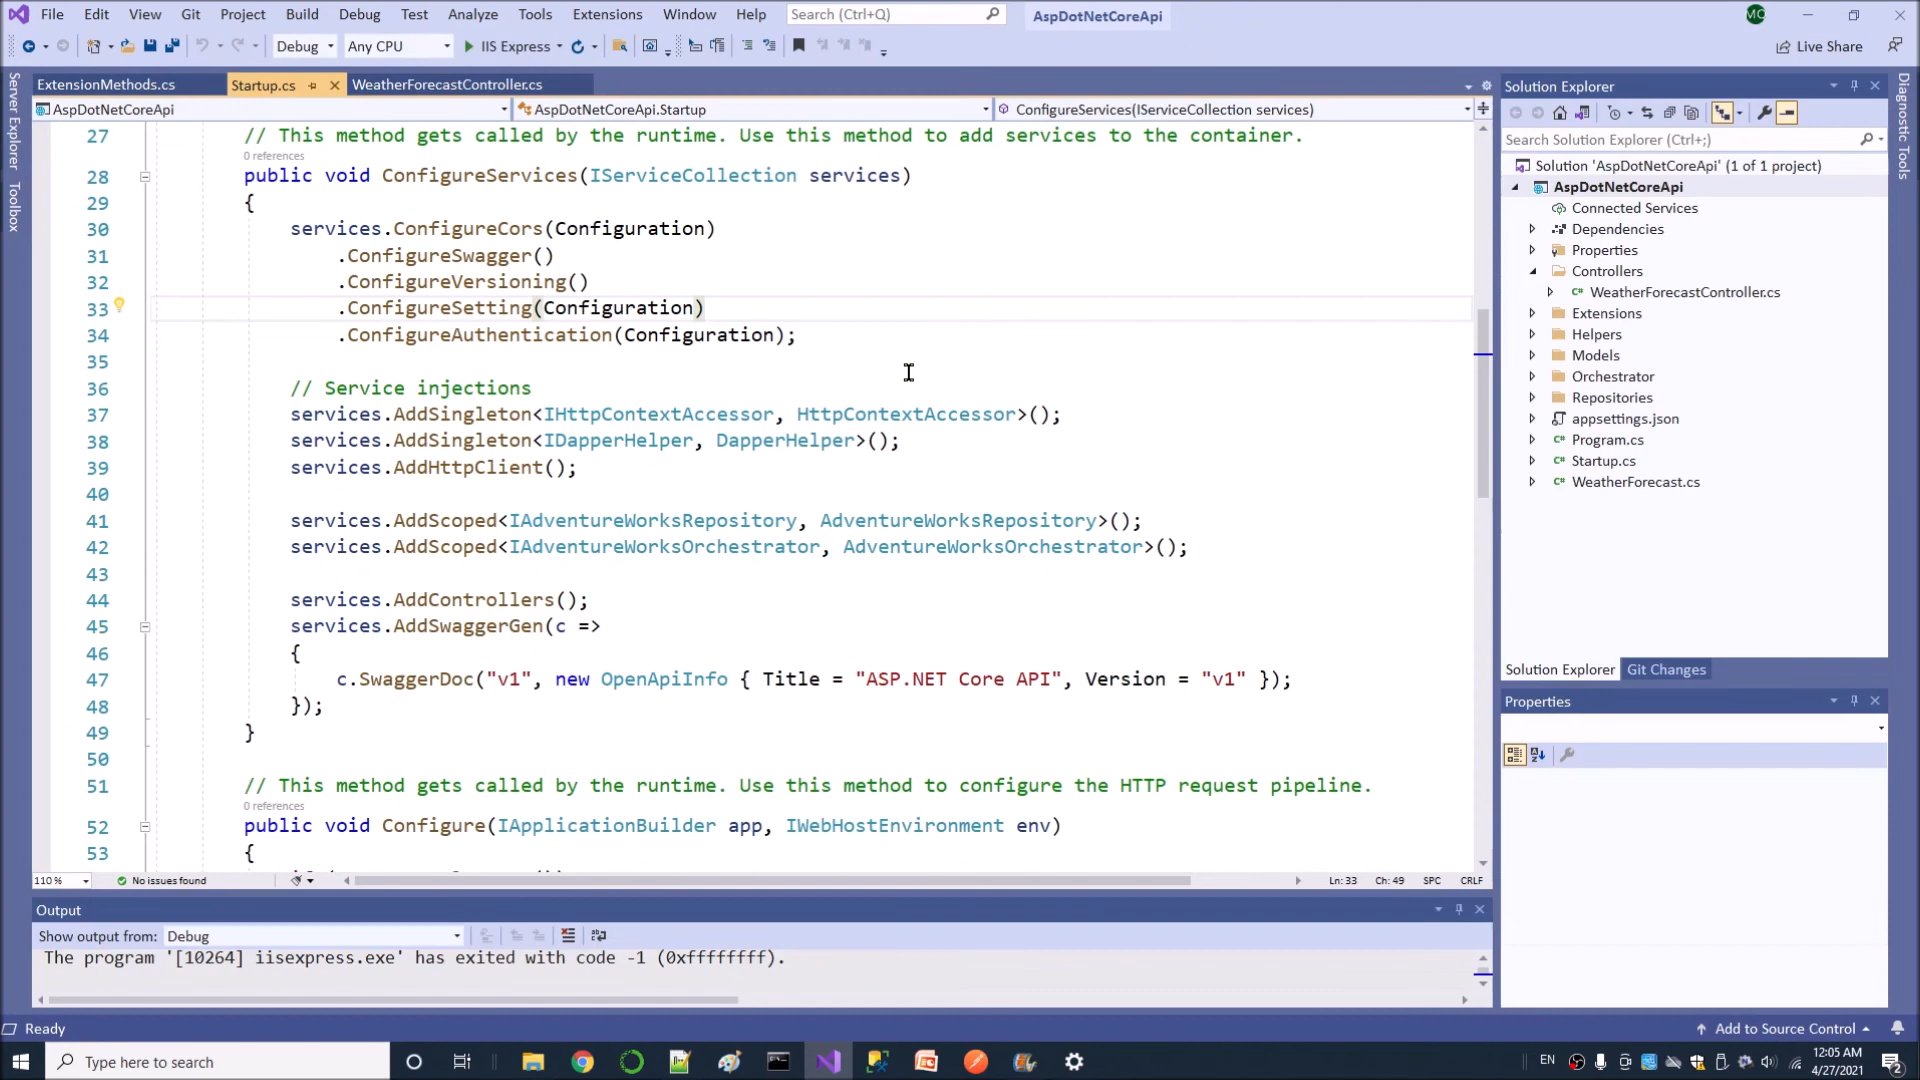 File Edit View Git Project Build Debug Test Analyze Tools Extensions Window Help Search (Ctrl+Q) AspDotNetCoreApi MC
Debug Any CPU IIS Express Live Share
Server Explorer Toolbox
ExtensionMethods.cs Startup.cs WeatherForecastController.cs
AspDotNetCoreApi AspDotNetCoreApi.Startup ConfigureServices(IServiceCollection services)
27 // This method gets called by the runtime. Use this method to add services to the container.
0 references
28 public void ConfigureServices(IServiceCollection services)
29 {
30 services.ConfigureCors(Configuration)
31 .ConfigureSwagger()
32 .ConfigureVersioning()
33 .ConfigureSetting(Configuration)
34 .ConfigureAuthentication(Configuration);
35
36 // Service injections
37 services.AddSingleton<IHttpContextAccessor, HttpContextAccessor>();
38 services.AddSingleton<IDapperHelper, DapperHelper>();
39 services.AddHttpClient();
40
41 services.AddScoped<IAdventureWorksRepository, AdventureWorksRepository>();
42 services.AddScoped<IAdventureWorksOrchestrator, AdventureWorksOrchestrator>();
43
44 services.AddControllers();
45 services.AddSwaggerGen(c =>
46 {
47 c.SwaggerDoc("v1", new OpenApiInfo { Title = "ASP.NET Core API", Version = "v1" });
48 });
49 }
50
51 // This method gets called by the runtime. Use this method to configure the HTTP request pipeline.
0 references
52 public void Configure(IApplicationBuilder app, IWebHostEnvironment env)
53 {
110 % No issues found Ln: 33 Ch: 49 SPC CRLF
Output
Show output from: Debug
The program '[10264] iisexpress.exe' has exited with code -1 (0xffffffff).
Solution Explorer
Search Solution Explorer (Ctrl+;)
Solution 'AspDotNetCoreApi' (1 of 1 project)
AspDotNetCoreApi
Connected Services
Dependencies
Properties
Controllers
C# WeatherForecastController.cs
Extensions
Helpers
Models
Orchestrator
Repositories
appsettings.json
C# Program.cs
C# Startup.cs
C# WeatherForecast.cs
Solution Explorer Git Changes
Properties
Diagnostic Tools
Ready Add to Source Control
Type here to search EN 12:05 AM
4/27/2021 2